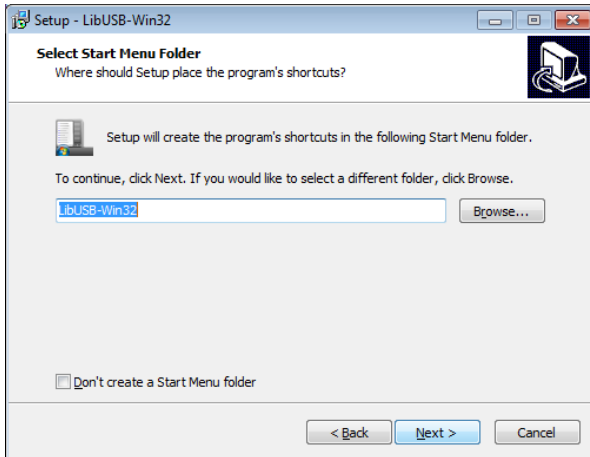 Setup - LibUSB-Win32
Select Start Menu Folder
Where should Setup place the program's shortcuts?
Setup will create the program's shortcuts in the following Start Menu folder.
To continue, click Next. If you would like to select a different folder, click Browse.
LibUSB-Win32
Browse...
Don't create a Start Menu folder
< Back
Next >
Cancel